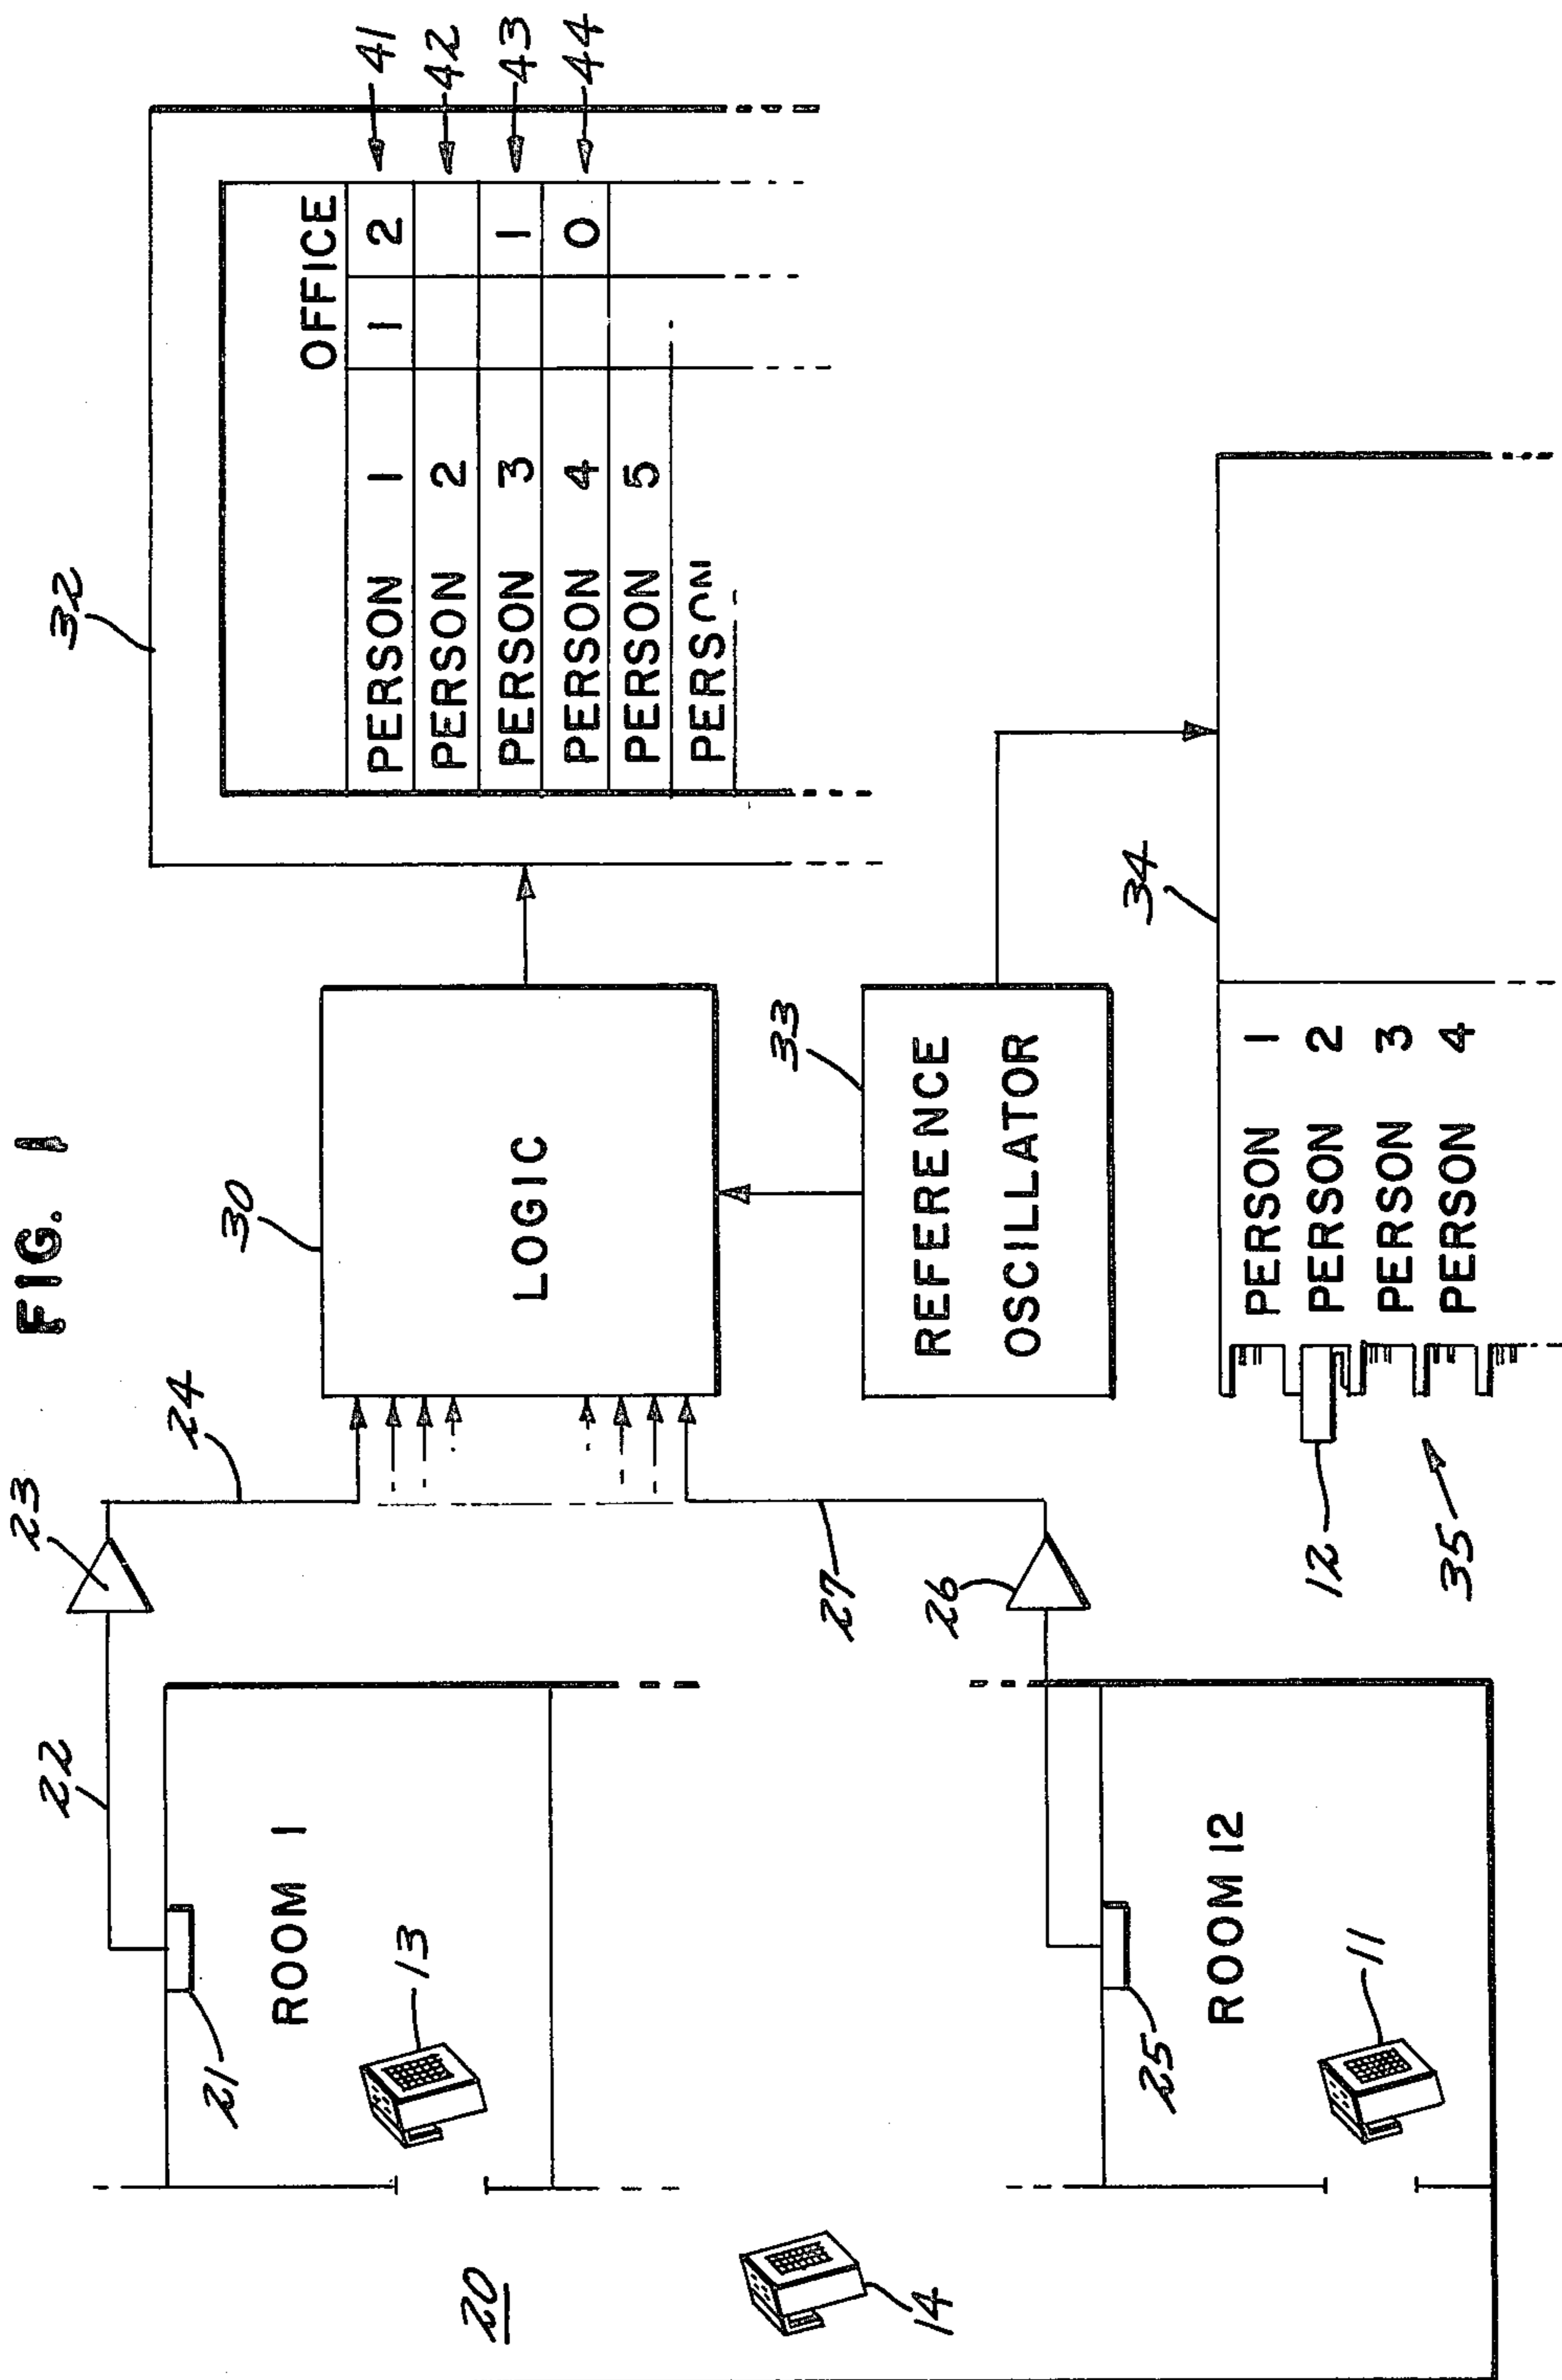 FIG. 1
22
23
24
21
ROOM 1
13
20
14
25
ROOM 12
11
26
27
30
LOGIC
33
REFERENCE
OSCILLATOR
32
OFFICE
PERSON 1 1 2
PERSON 2
PERSON 3 1
PERSON 4 0
PERSON 5
PERSON
41
42
43
44
34
PERSON 1
PERSON 2
PERSON 3
PERSON 4
12
35